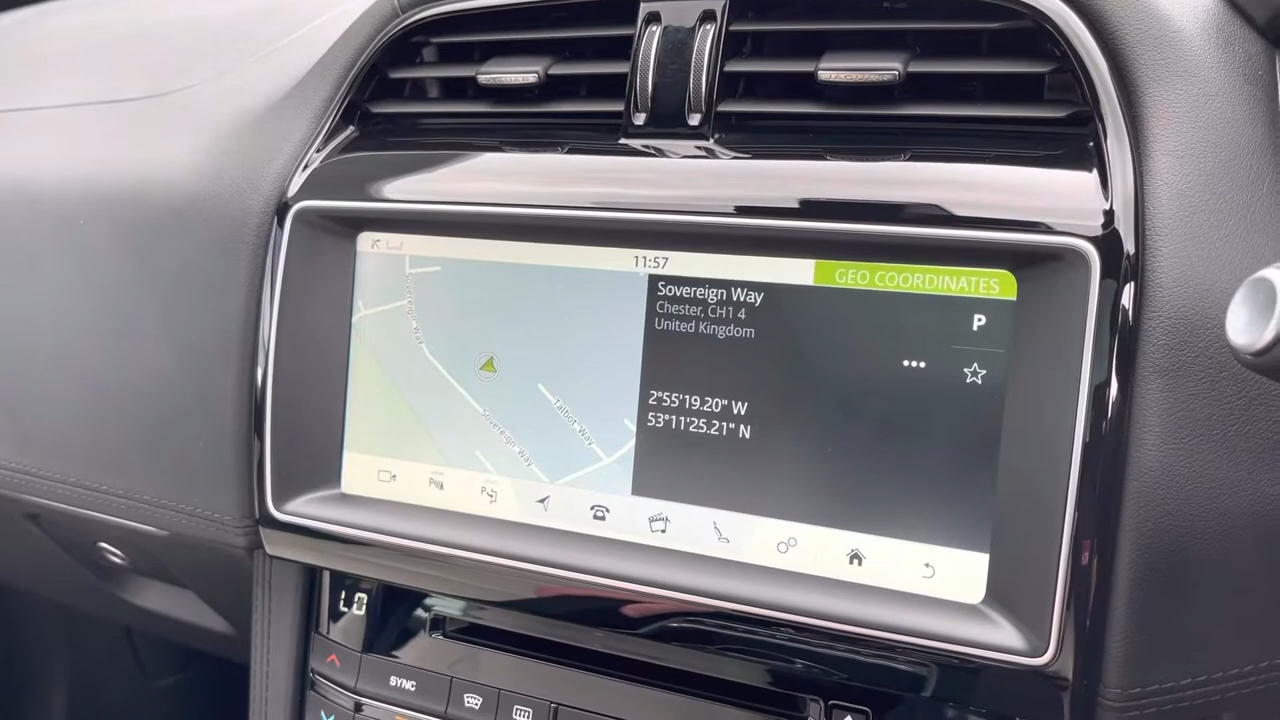 JAGUAR
JAGUAR
11:57
GEO COORDINATES
Sovereign Way
Chester, CH1 4
United Kingdom
P
2°55'19.20" W
53°11'25.21" N
Sovereign Way
Talbot Way
Sovereign Way
P
P
LO
SYNC